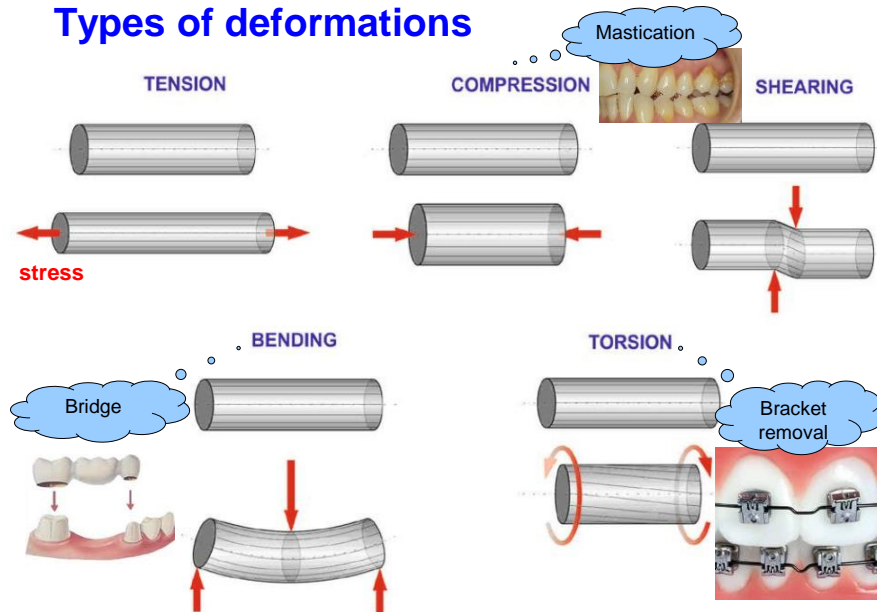 Types of deformations
Mastication
TENSION
COMPRESSION
SHEARING
stress
BENDING
TORSION
Bridge
Bracket
removal